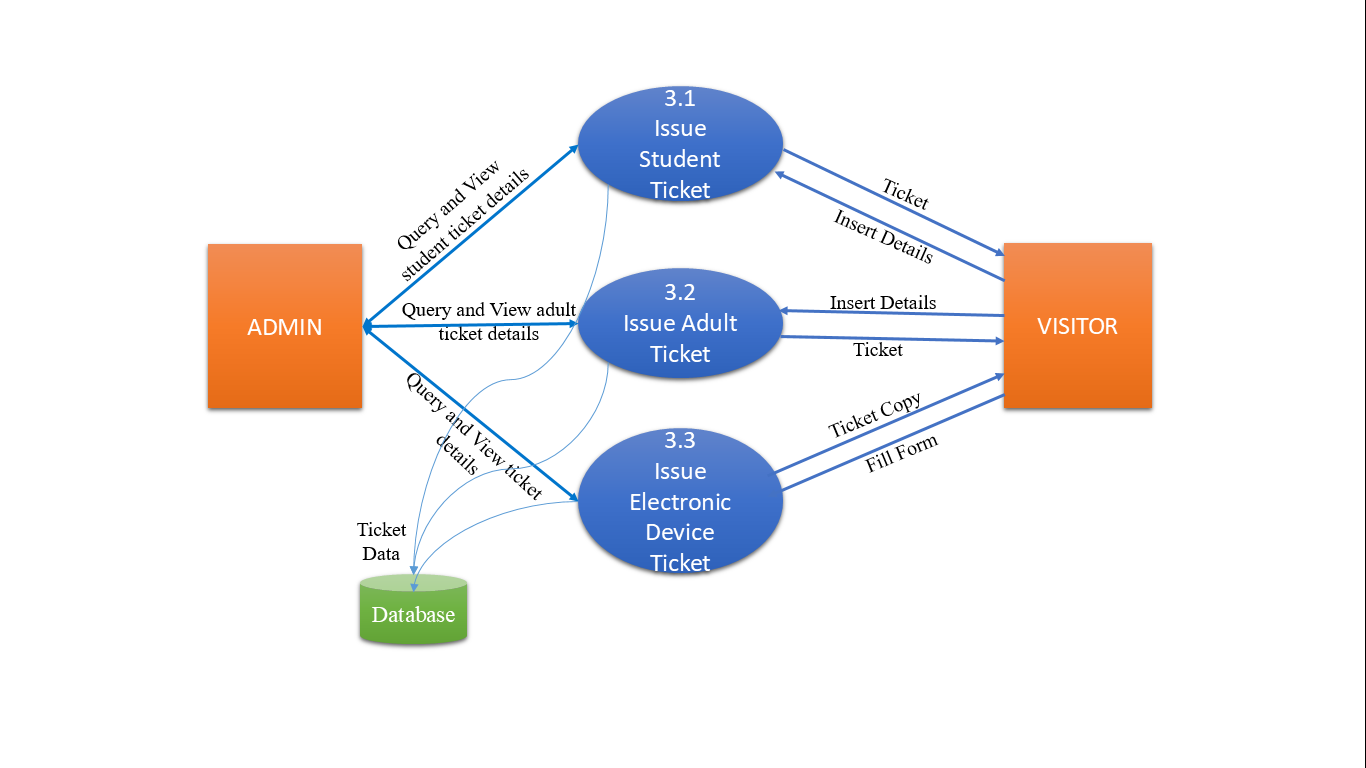 3.1
Issue
Student
Ticket
Query and View
student ticket details
Ticket
Insert Details
ADMIN
Query and View adult
ticket details
3.2
Issue Adult
Ticket
Insert Details
Ticket
VISITOR
Query and View ticket
details
3.3
Issue
Electronic
Device
Ticket
Ticket Copy
Fill Form
Ticket
Data
Database